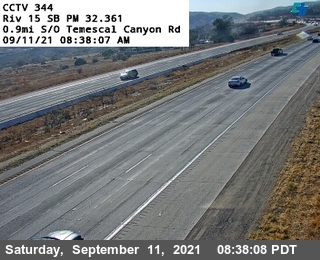 CCTV 344
Riv 15 SB PM 32.361
0.9mi S/O Temescal Canyon Rd
09/11/21 08:38:07 AM
Saturday, September 11, 2021 08:38:08 PDT